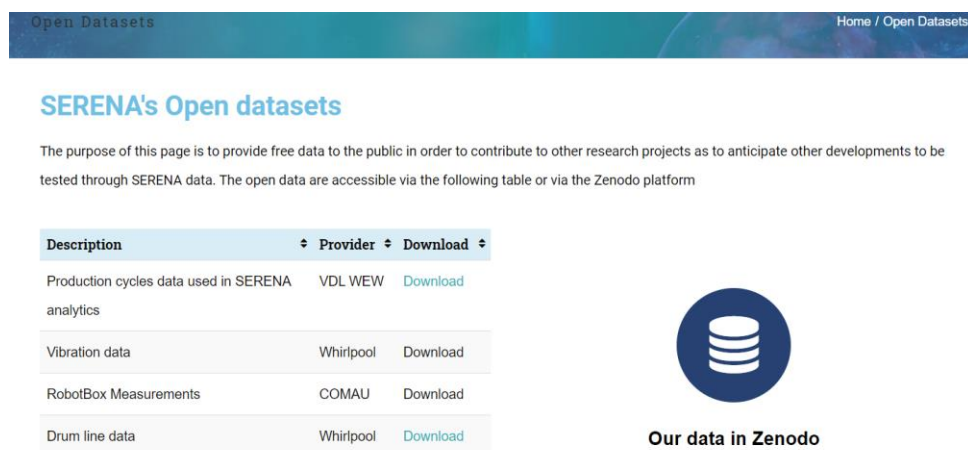 Open Datasets
Home / Open Datasets
SERENA's Open datasets
The purpose of this page is to provide free data to the public in order to contribute to other research projects as to anticipate other developments to be
tested through SERENA data. The open data are accessible via the following table or via the Zenodo platform
Description Provider Download
Production cycles data used in SERENA VDL WEW Download
analytics
Vibration data Whirlpool Download
RobotBox Measurements COMAU Download
Drum line data Whirlpool Download
Our data in Zenodo